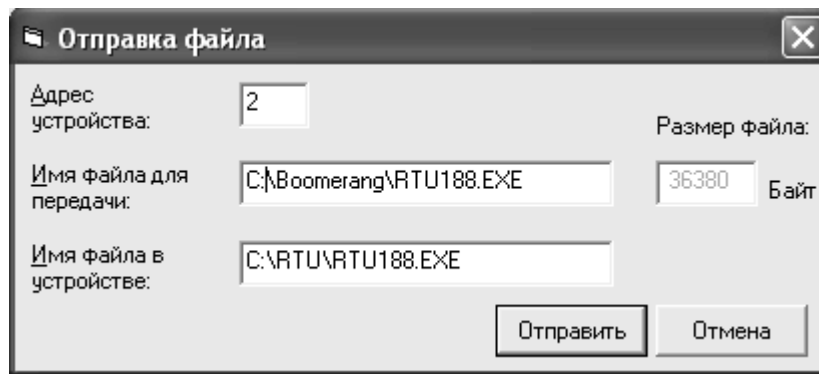 Отправка файла
Адрес
устройства:
2
Размер файла:
Имя файла для
передачи:
C:\Boomerang\RTU188.EXE
36380
Байт
Имя файла в
устройстве:
C:\RTU\RTU188.EXE
Отправить
Отмена